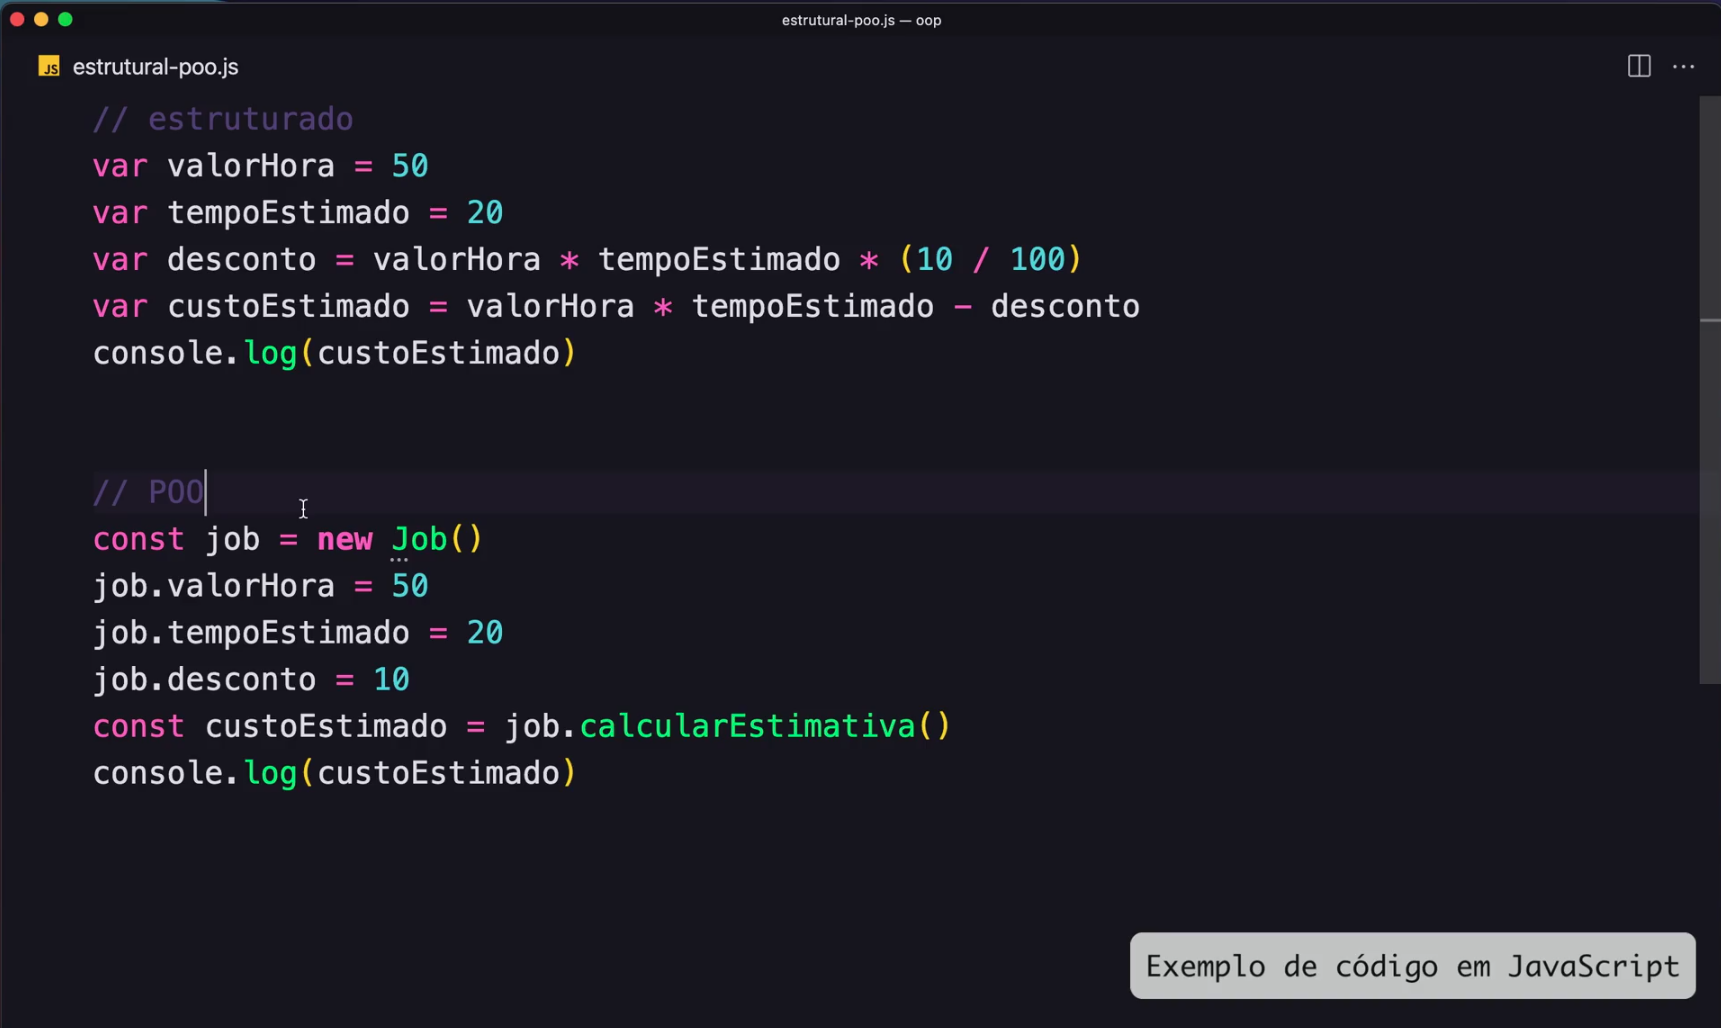 estrutural-poo.js — oop
JS estrutural-poo.js
// estruturado
var valorHora = 50
var tempoEstimado = 20
var desconto = valorHora * tempoEstimado * (10 / 100)
var custoEstimado = valorHora * tempoEstimado - desconto
console.log(custoEstimado)
// POO
const job = new Job()
job.valorHora = 50
job.tempoEstimado = 20
job.desconto = 10
const custoEstimado = job.calcularEstimativa()
console.log(custoEstimado)
Exemplo de código em JavaScript